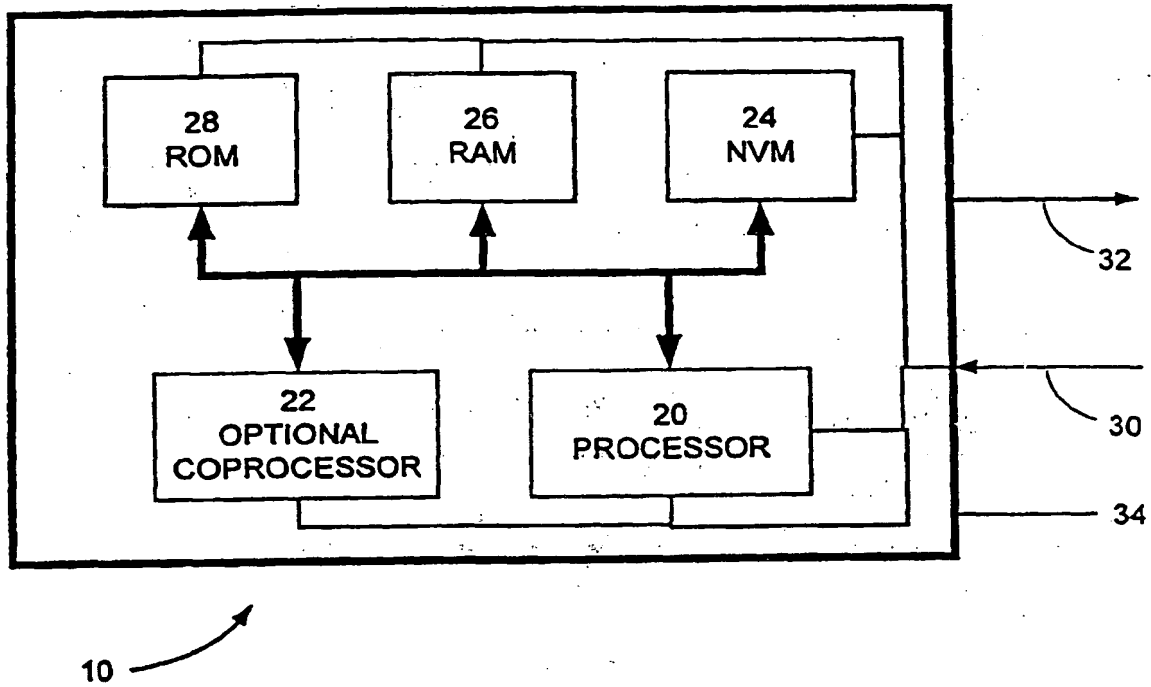 28
ROM
26
RAM
24
NVM
32
22
OPTIONAL
COPROCESSOR
20
PROCESSOR
30
34
10